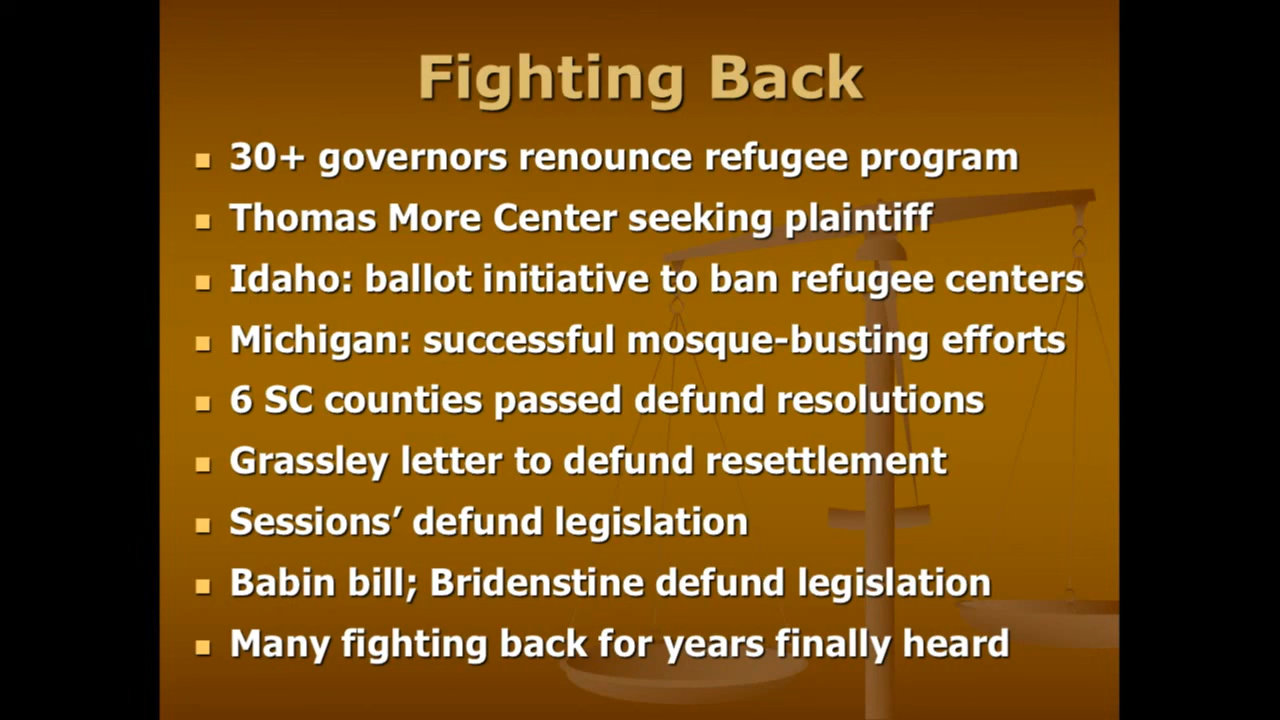 Fighting Back
30+ governors renounce refugee program
Thomas More Center seeking plaintiff
Idaho: ballot initiative to ban refugee centers
Michigan: successful mosque-busting efforts
6 SC counties passed defund resolutions
Grassley letter to defund resettlement
Sessions’ defund legislation
Babin bill; Bridenstine defund legislation
Many fighting back for years finally heard